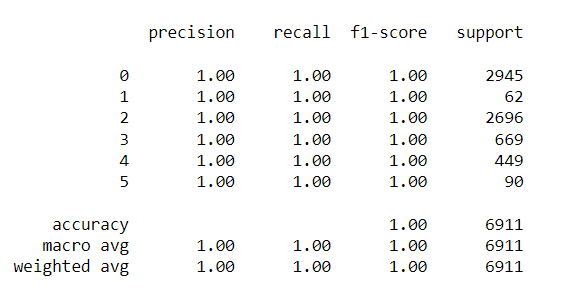 precision recall f1-score support
0 1.00 1.00 1.00 2945
1 1.00 1.00 1.00 62
2 1.00 1.00 1.00 2696
3 1.00 1.00 1.00 669
4 1.00 1.00 1.00 449
5 1.00 1.00 1.00 90
accuracy 1.00 6911
macro avg 1.00 1.00 1.00 6911
weighted avg 1.00 1.00 1.00 6911